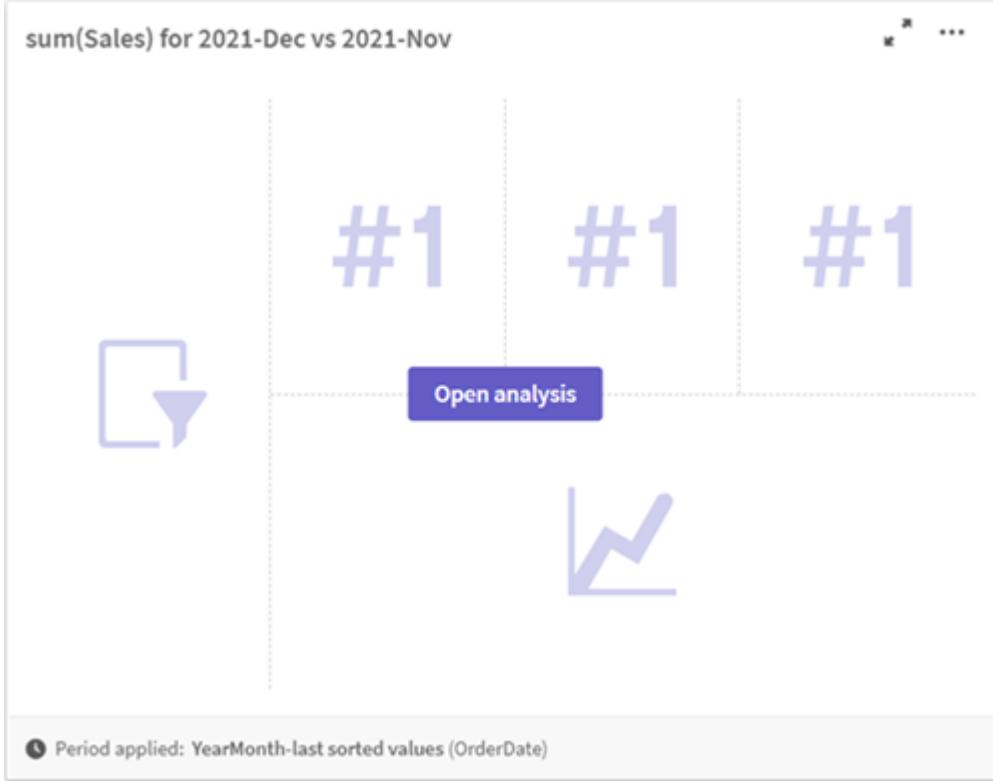 sum(Sales) for 2021-Dec vs 2021-Nov
#1 #1 #1
Open analysis
Period applied: YearMonth-last sorted values (OrderDate)